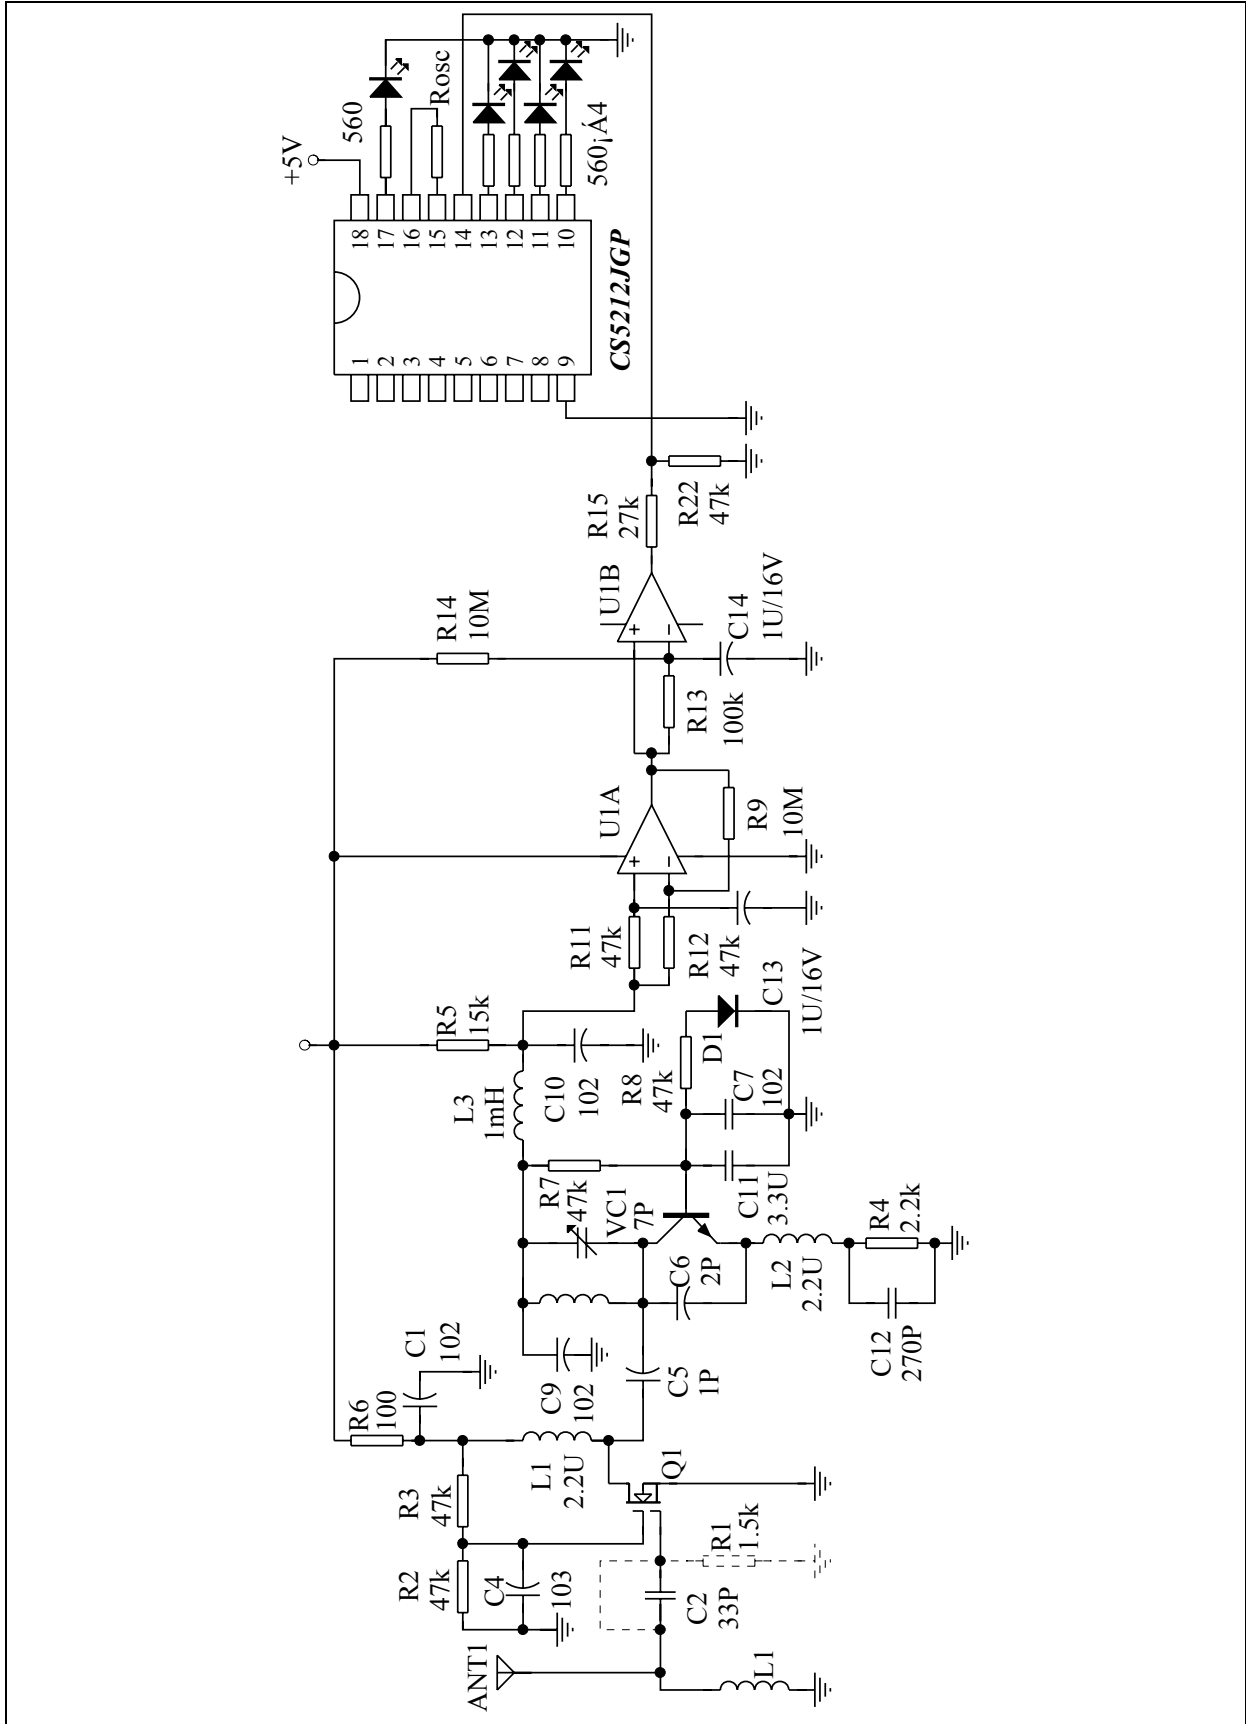 ANT1
L1
R2
47k
C4
103
C2
33P
R1
1.5k
R3
47k
Q1
R6
100
C1
102
L1
2.2U
C9
102
C5
1P
C6
2P
VC1
7P
R7
47k
L3
1mH
C10
102
R5
15k
R8
47k
D1
C7
102
C11
3.3U
L2
2.2U
R4
2.2k
C12
270P
C13
1U/16V
R11
47k
R12
47k
U1A
+
−
R9
10M
R13
100k
R14
10M
U1B
+
−
C14
1U/16V
R15
27k
R22
47k
+5V
560
Rosc
560¡Á4
18
17
16
15
14
13
12
11
10
1
2
3
4
5
6
7
8
9
CS5212JGP